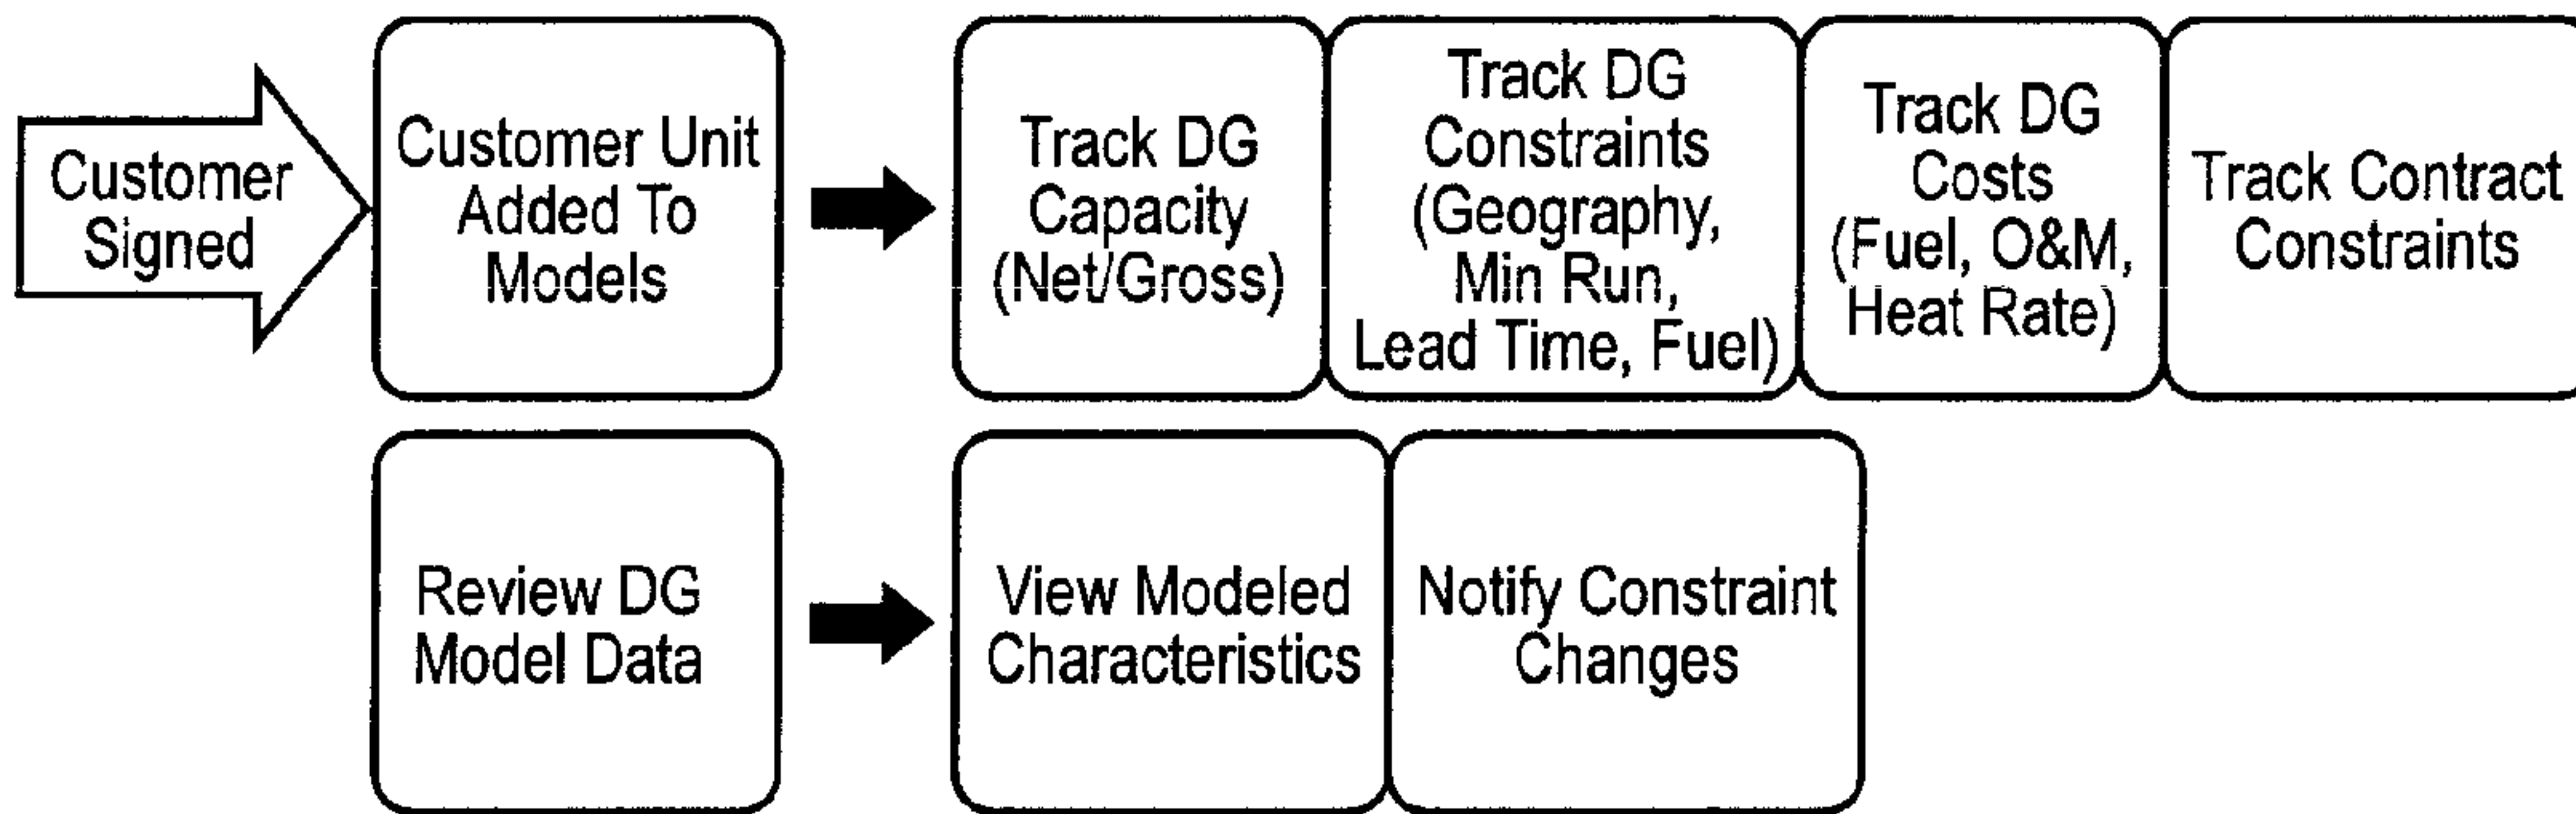 Customer
Signed
Customer Unit
Added To
Models
Track DG
Capacity
(Net/Gross)
Track DG
Constraints
(Geography,
Min Run,
Lead Time, Fuel)
Track DG
Costs
(Fuel, O&M,
Heat Rate)
Track Contract
Constraints
Review DG
Model Data
View Modeled
Characteristics
Notify Constraint
Changes